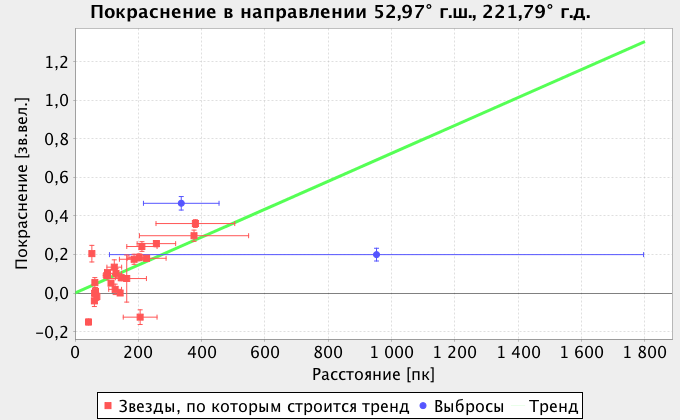 Покраснение в направлении 52,97° г.ш., 221,79° г.д.
Покраснение [зв.вел.]
1,2
1,0
0,8
0,6
0,4
0,2
0,0
−0,2
0 200 400 600 800 1 000 1 200 1 400 1 600 1 800
Расстояние [пк]
Звезды, по которым строится тренд Выбросы Тренд